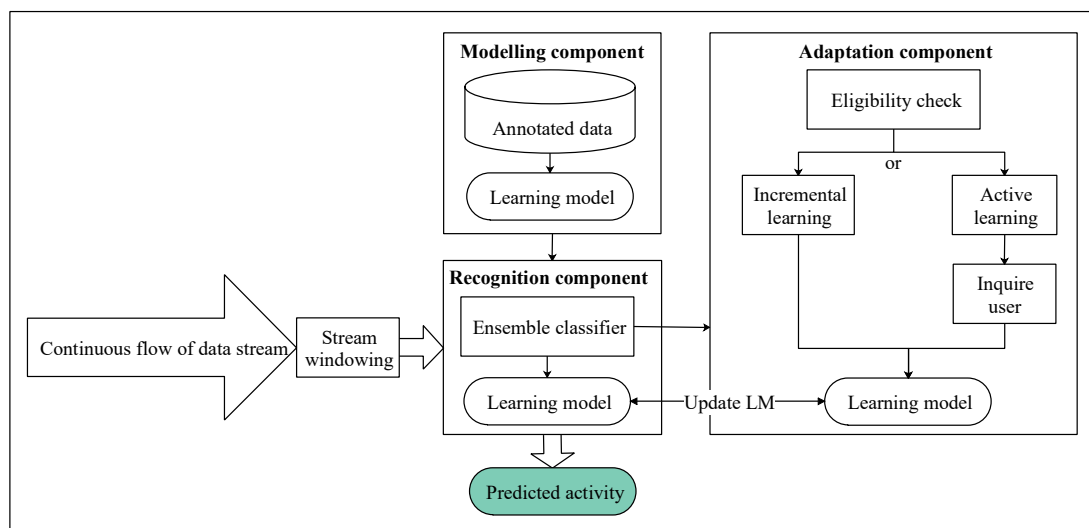 Modelling component
Annotated data
Learning model
Adaptation component
Eligibility check
or
Incremental
learning
Active
learning
Inquire
user
Learning model
Recognition component
Ensemble classifier
Learning model
Update LM
Continuous flow of data stream
Stream
windowing
Predicted activity